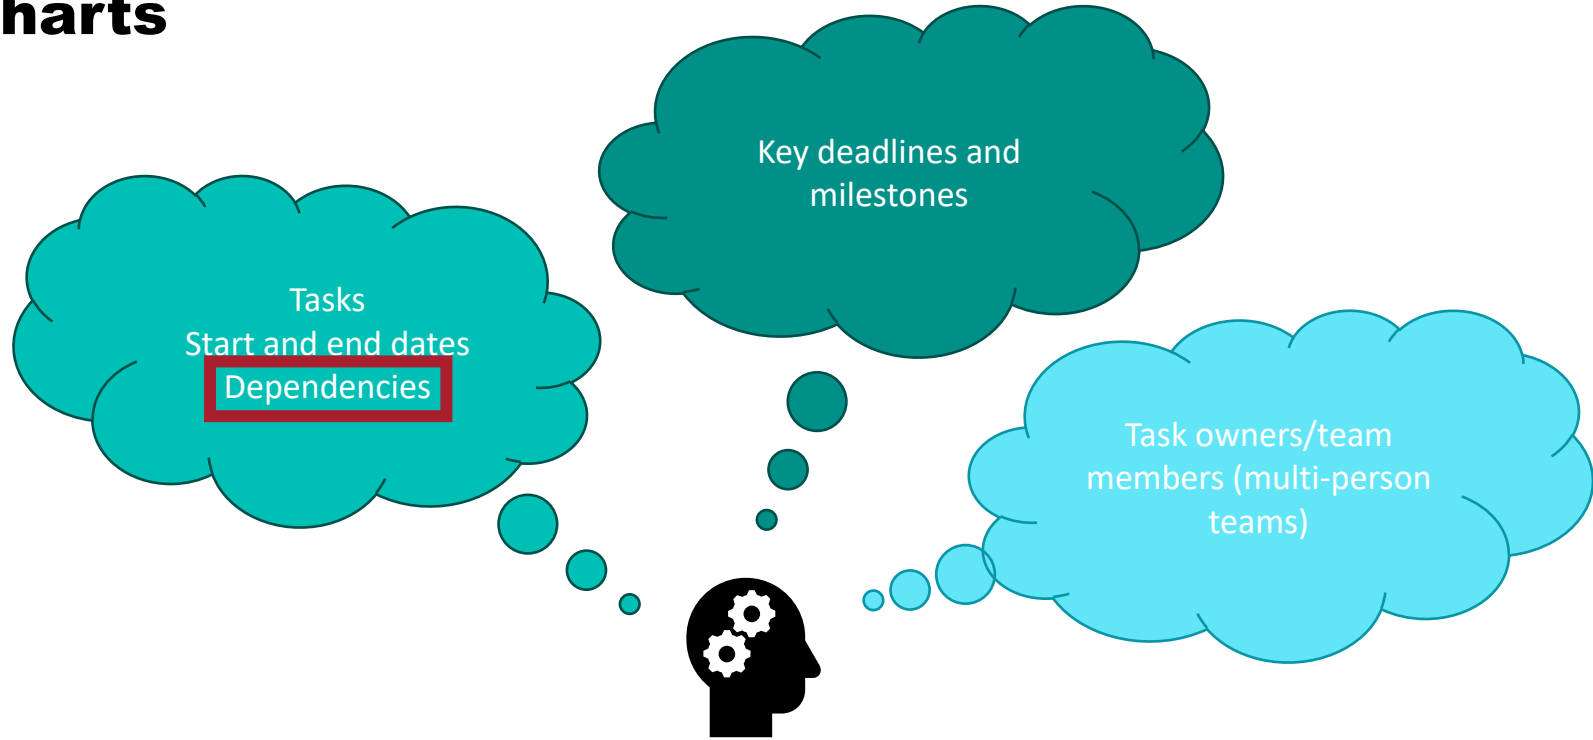 harts
Tasks
Start and end dates
Dependencies
Key deadlines and
milestones
Task owners/team
members (multi-person
teams)